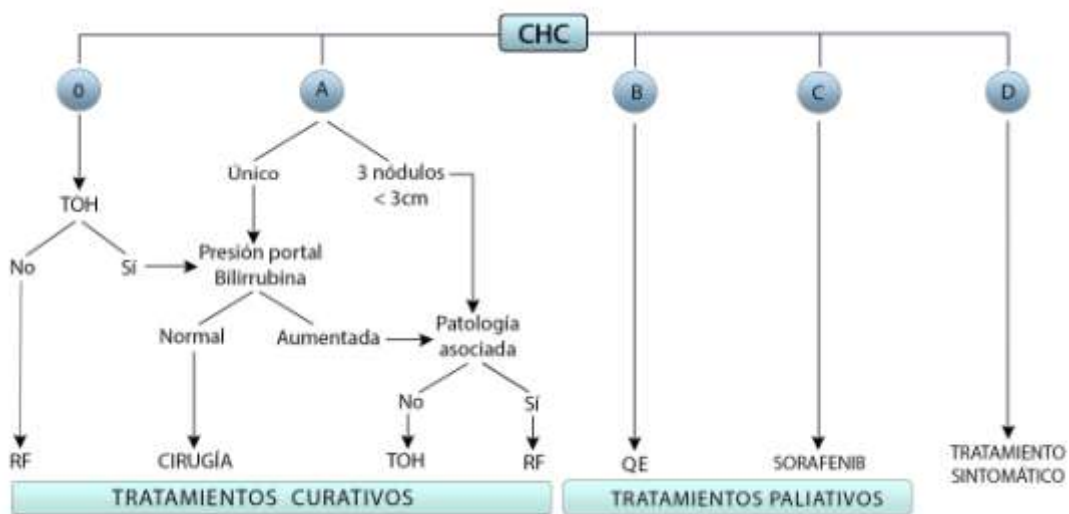 CHC
0
A
B
C
D
Único
3 nódulos
< 3cm
TOH
No
Sí
Presión portal
Bilirrubina
Normal
Aumentada
Patología
asociada
No
Sí
RF
CIRUGÍA
TOH
RF
QE
SORAFENIB
TRATAMIENTO
SINTOMÁTICO
TRATAMIENTOS CURATIVOS
TRATAMIENTOS PALIATIVOS